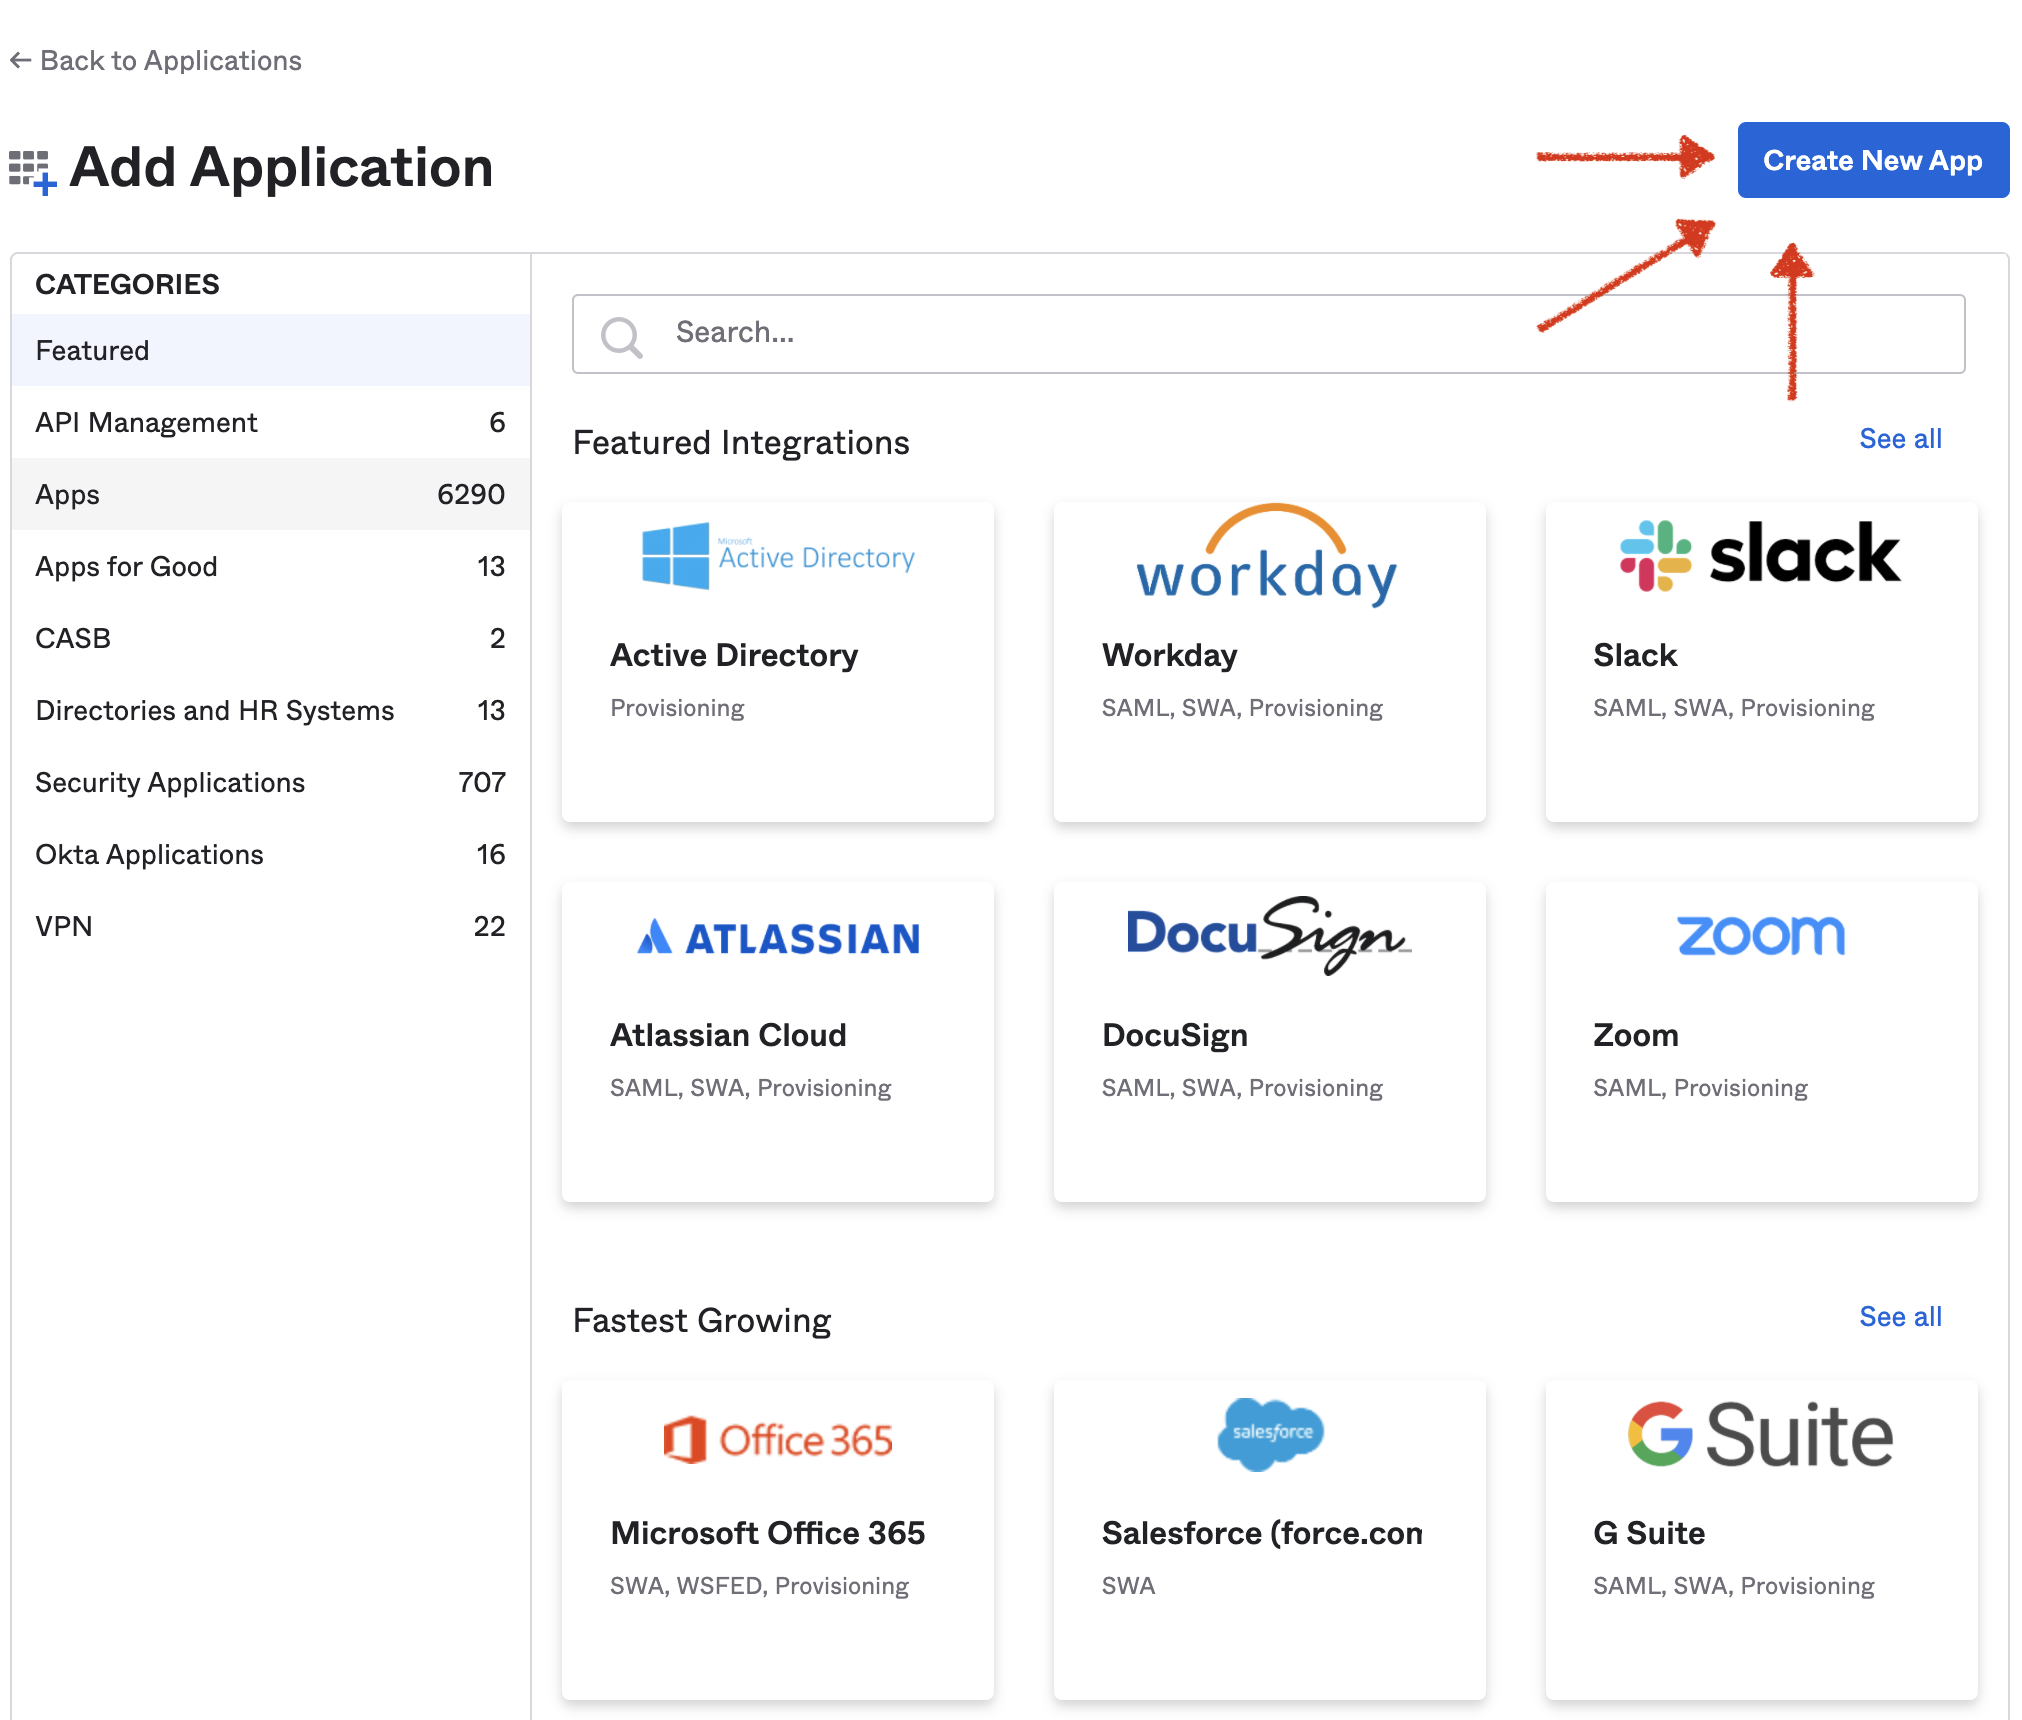 ← Back to Applications
Add Application
Create New App
CATEGORIES
Featured
API Management 6
Apps 6290
Apps for Good 13
CASB 2
Directories and HR Systems 13
Security Applications 707
Okta Applications 16
VPN 22
Search...
Featured Integrations See all
Microsoft
Active Directory
Active Directory
Provisioning
workday
Workday
SAML, SWA, Provisioning
slack
Slack
SAML, SWA, Provisioning
ATLASSIAN
Atlassian Cloud
SAML, SWA, Provisioning
DocuSign
DocuSign
SAML, SWA, Provisioning
zoom
Zoom
SAML, Provisioning
Fastest Growing See all
Office 365
Microsoft Office 365
SWA, WSFED, Provisioning
salesforce
Salesforce (force.com
SWA
G Suite
G Suite
SAML, SWA, Provisioning